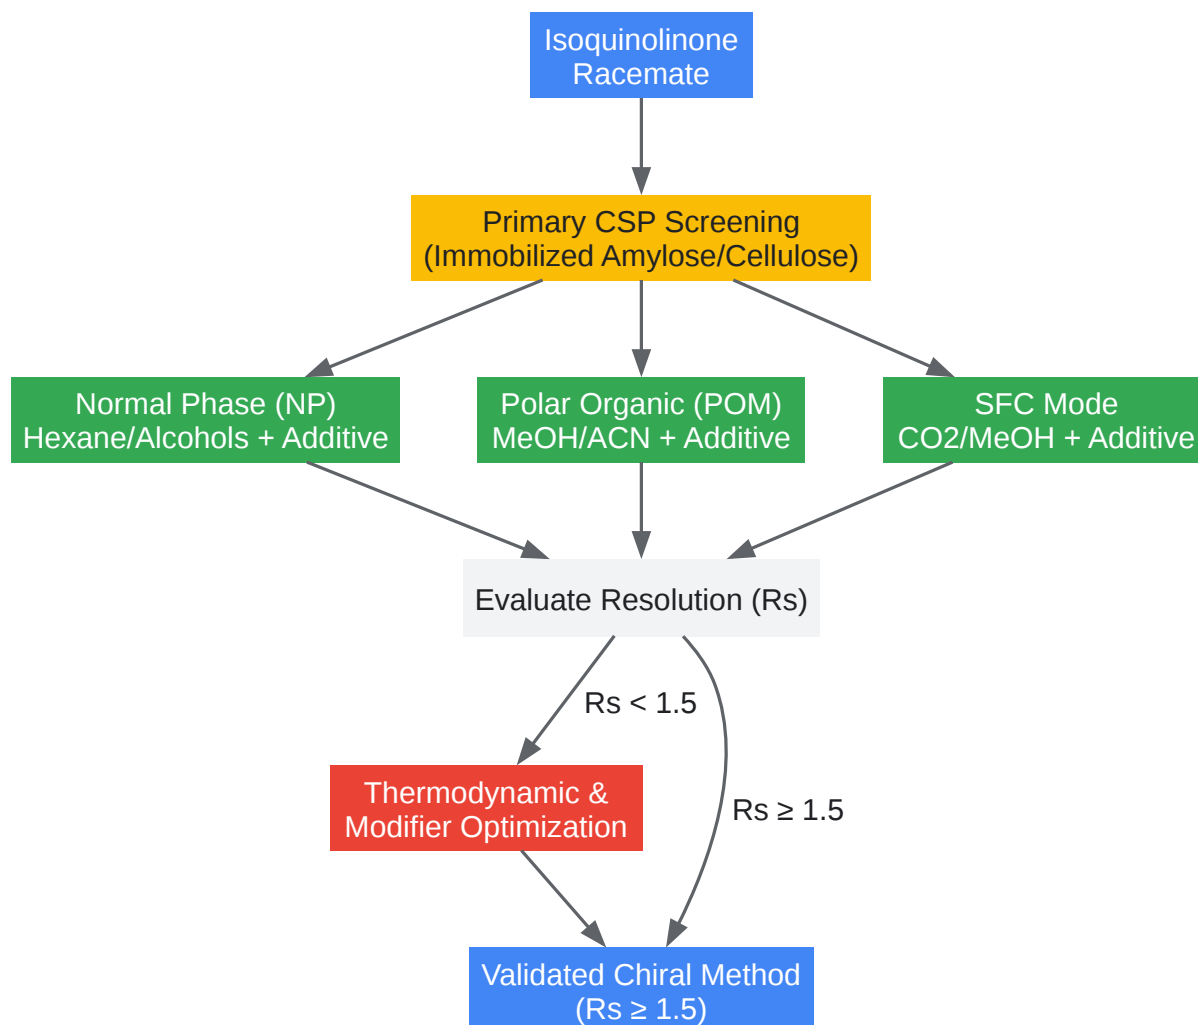 Isoquinolinone
Racemate
Primary CSP Screening
(Immobilized Amylose/Cellulose)
Normal Phase (NP)
Hexane/Alcohols + Additive
Polar Organic (POM)
MeOH/ACN + Additive
SFC Mode
CO2/MeOH + Additive
Evaluate Resolution (Rs)
Rs < 1.5
Thermodynamic &
Modifier Optimization
Rs ≥ 1.5
Validated Chiral Method
(Rs ≥ 1.5)